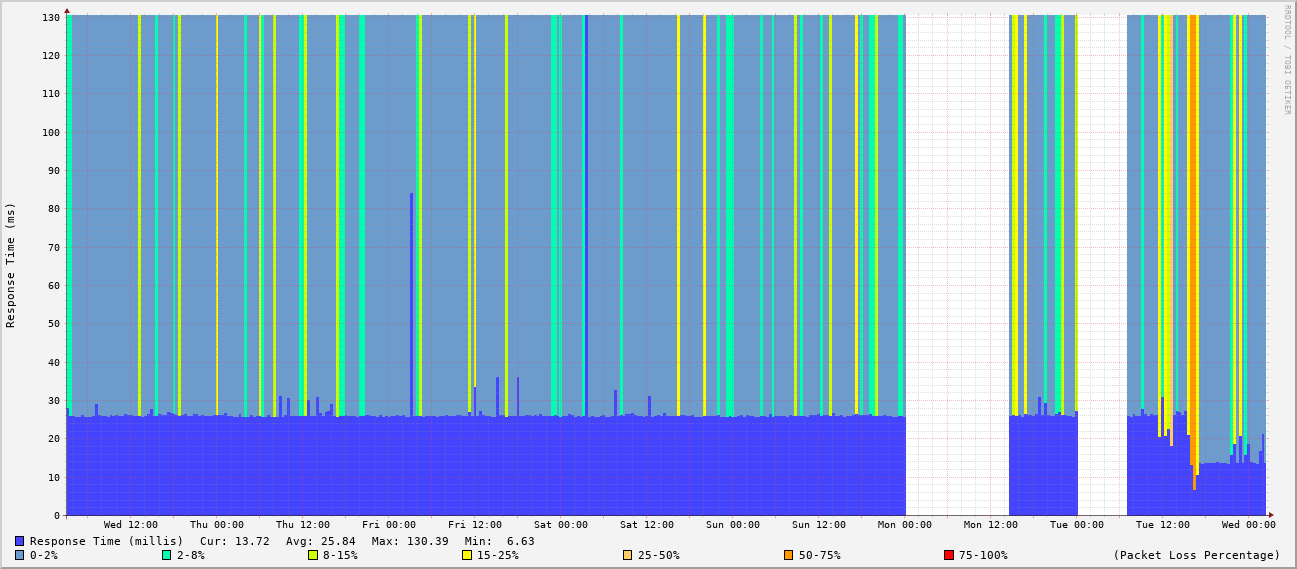 RRDTOOL / TOBI OETIKER
Response Time (ms)
130
120
110
100
90
80
70
60
50
40
30
20
10
0
Wed 12:00 Thu 00:00 Thu 12:00 Fri 00:00 Fri 12:00 Sat 00:00 Sat 12:00 Sun 00:00 Sun 12:00 Mon 00:00 Mon 12:00 Tue 00:00 Tue 12:00 Wed 00:00
Response Time (millis) Cur: 13.72 Avg: 25.84 Max: 130.39 Min: 6.63
0-2% 2-8% 8-15% 15-25% 25-50% 50-75% 75-100% (Packet Loss Percentage)